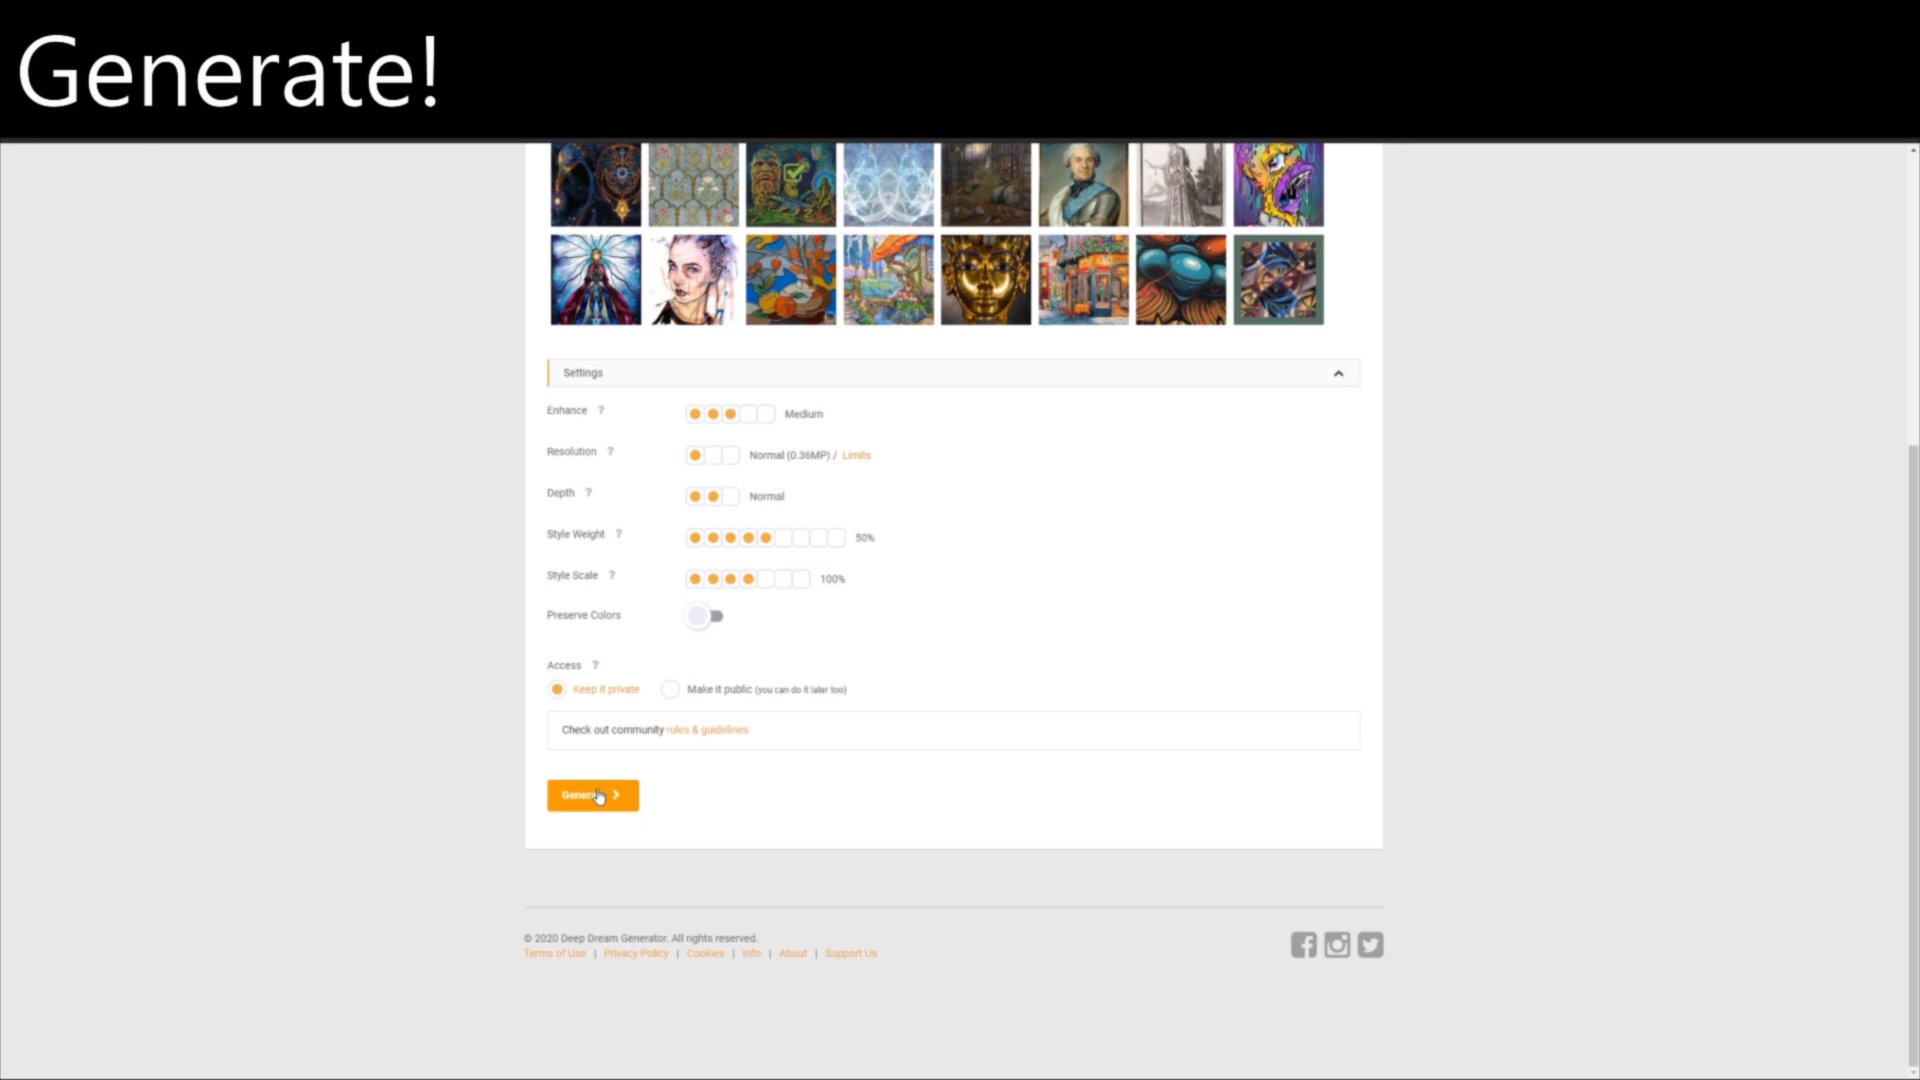 Generate!
Settings
Enhance ?
Medium
Resolution ?
Normal (0.36MP) / Limits
Depth ?
Normal
Style Weight ?
50%
Style Scale ?
100%
Preserve Colors
Access ?
Keep it private
Make it public (you can do it later too)
Check out community rules & guidelines
© 2020 Deep Dream Generator. All rights reserved.
Terms of Use | Privacy Policy | Cookies | Info | About | Support Us